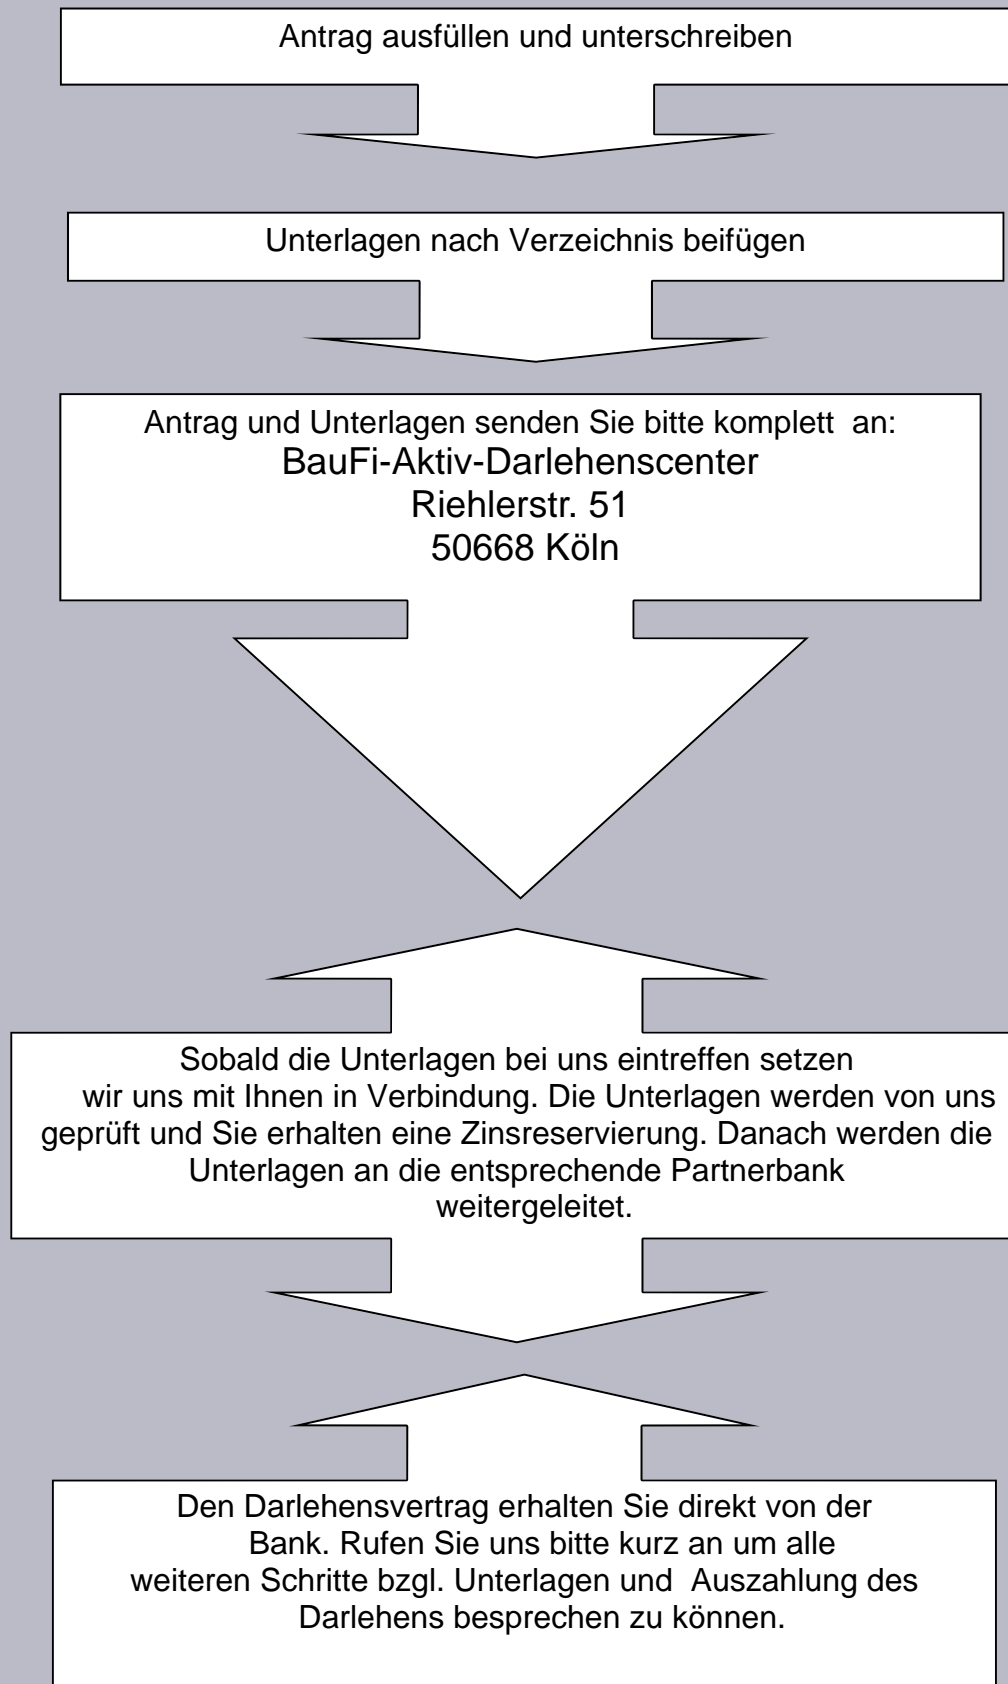 Antrag ausfüllen und unterschreiben
Unterlagen nach Verzeichnis beifügen
Antrag und Unterlagen senden Sie bitte komplett an:
BauFi-Aktiv-Darlehenscenter
Riehlerstr. 51
50668 Köln
Sobald die Unterlagen bei uns eintreffen setzen
wir uns mit Ihnen in Verbindung. Die Unterlagen werden von uns
geprüft und Sie erhalten eine Zinsreservierung. Danach werden die
Unterlagen an die entsprechende Partnerbank
weitergeleitet.
Den Darlehensvertrag erhalten Sie direkt von der
Bank. Rufen Sie uns bitte kurz an um alle
weiteren Schritte bzgl. Unterlagen und Auszahlung des
Darlehens besprechen zu können.